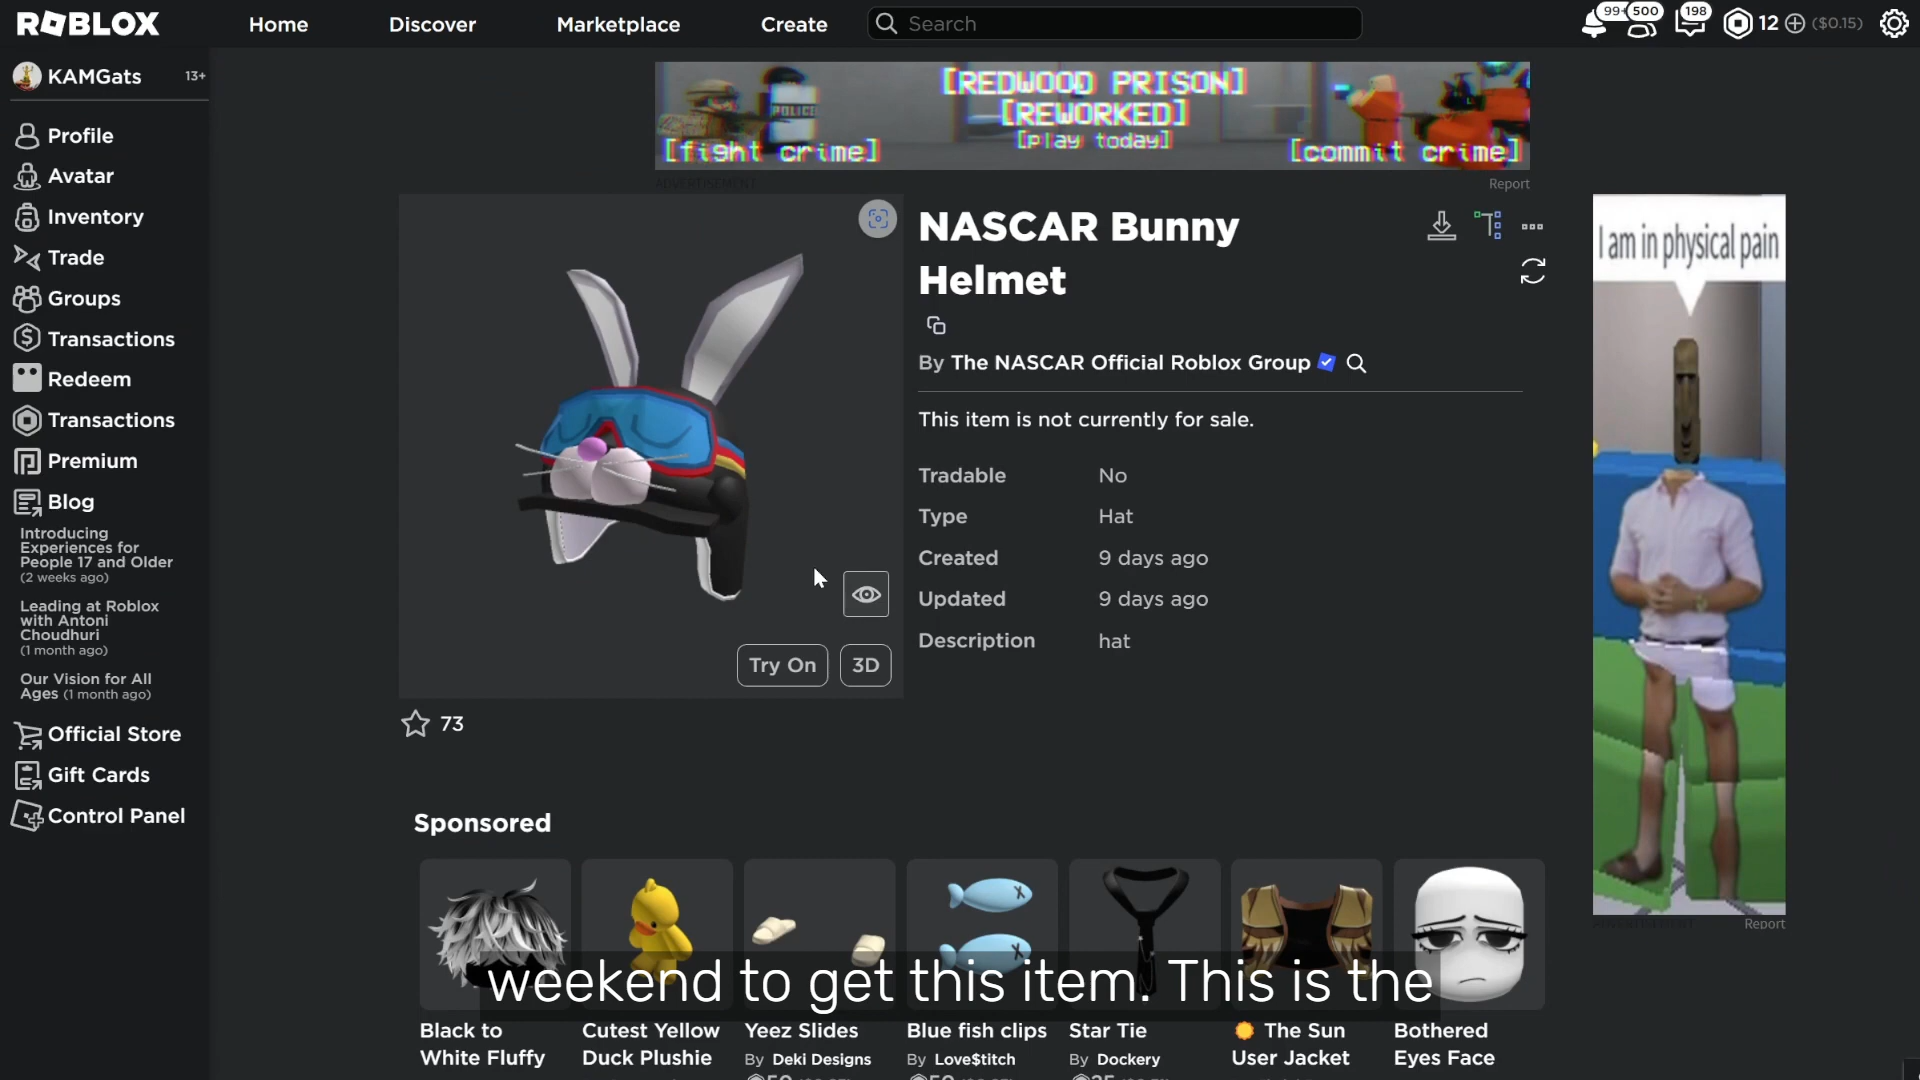 ROBLOX
Home
Discover
Marketplace
Create
Search
99+
500
198
12
($0.15)
KAMGats
13+
Profile
Avatar
Inventory
Trade
Groups
Transactions
Redeem
Transactions
Premium
Blog
Introducing
Experiences for
People 17 and Older
(2 weeks ago)
Leading at Roblox
with Antoni
Choudhuri
(1 month ago)
Our Vision for All
Ages (1 month ago)
Official Store
Gift Cards
Control Panel
[REDWOOD PRISON]
[REWORKED]
[play today]
[fight crime]
[commit crime]
POLICE
ADVERTISEMENT
Report
NASCAR Bunny
Helmet
By The NASCAR Official Roblox Group
This item is not currently for sale.
Tradable No
Type Hat
Created 9 days ago
Updated 9 days ago
Description hat
Try On
3D
73
I am in physical pain
ADVERTISEMENT
Report
Sponsored
weekend to get this item. This is the
Black to
White Fluffy
Cutest Yellow
Duck Plushie
Yeez Slides
By Deki Designs
Blue fish clips
By Love$titch
Star Tie
By Dockery
The Sun
User Jacket
Bothered
Eyes Face